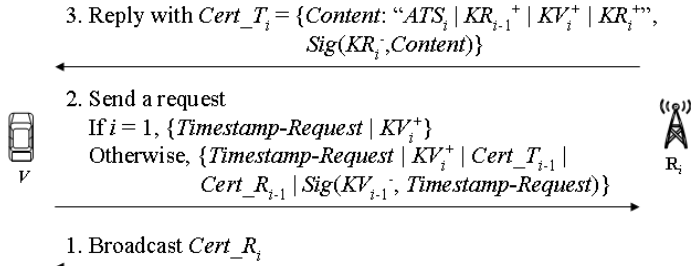 3. Reply with Cert_Tᵢ = {Content: “ATSᵢ | KRᵢ₋₁⁺ | KVᵢ⁺ | KRᵢ⁺”,
Sig(KRᵢ⁻,Content)}
2. Send a request
If i = 1, {Timestamp-Request | KVᵢ⁺}
Otherwise, {Timestamp-Request | KVᵢ⁺ | Cert_Tᵢ₋₁ |
Cert_Rᵢ₋₁ | Sig(KVᵢ₋₁⁻, Timestamp-Request)}
V
Rᵢ
1. Broadcast Cert_Rᵢ